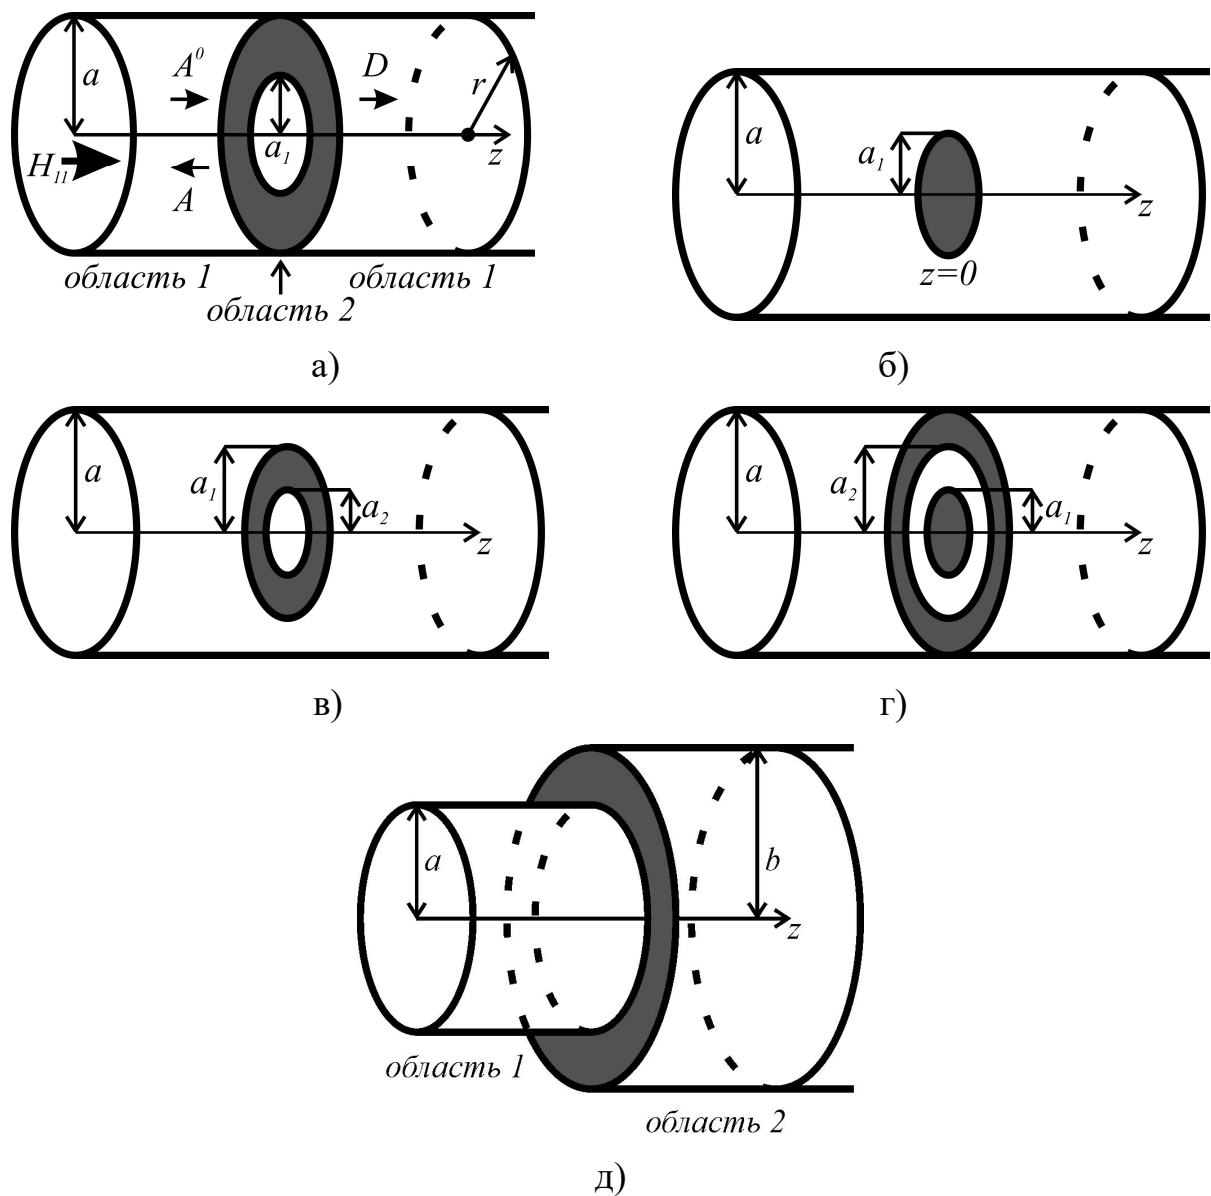 a
A⁰
D
r
a₁
z
H₁₁
A
область 1
область 1
область 2
а)
a
a₁
z
z=0
б)
a
a₁
a₂
z
в)
a
a₂
a₁
z
г)
a
b
z
область 1
область 2
д)